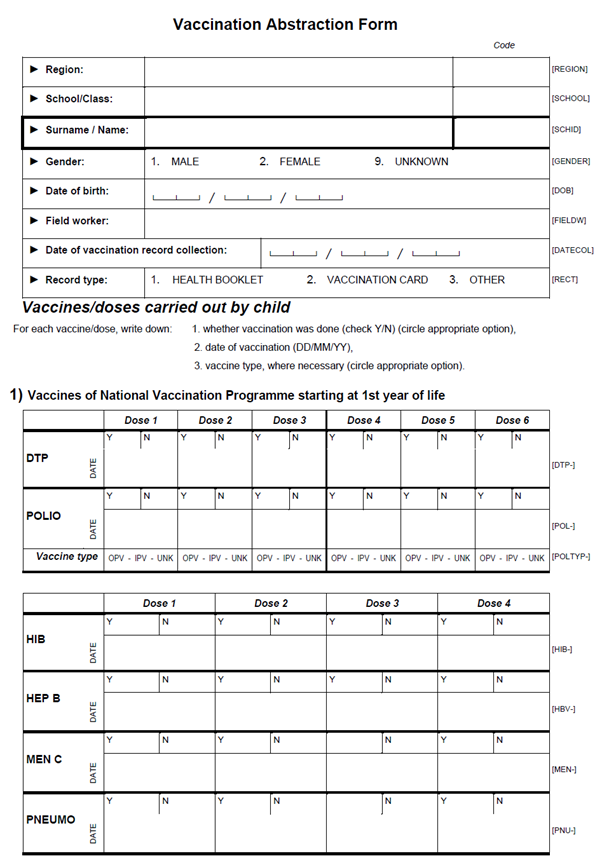 Vaccination Abstraction Form
Code
► Region: [REGION]
► School/Class: [SCHOOL]
► Surname / Name: [SCHID]
► Gender: 1. MALE 2. FEMALE 9. UNKNOWN [GENDER]
► Date of birth: / / [DOB]
► Field worker: [FIELDW]
► Date of vaccination record collection: / / [DATECOL]
► Record type: 1. HEALTH BOOKLET 2. VACCINATION CARD 3. OTHER [RECT]
Vaccines/doses carried out by child
For each vaccine/dose, write down: 1. whether vaccination was done (check Y/N) (circle appropriate option),
2. date of vaccination (DD/MM/YY),
3. vaccine type, where necessary (circle appropriate option).
1) Vaccines of National Vaccination Programme starting at 1st year of life
Dose 1 Dose 2 Dose 3 Dose 4 Dose 5 Dose 6
Y N Y N Y N Y N Y N Y N
DTP DATE [DTP-]
Y N Y N Y N Y N Y N Y N
POLIO DATE [POL-]
Vaccine type OPV - IPV - UNK OPV - IPV - UNK OPV - IPV - UNK OPV - IPV - UNK OPV - IPV - UNK OPV - IPV - UNK [POLTYP-]
Dose 1 Dose 2 Dose 3 Dose 4
Y N Y N Y N Y N
HIB DATE [HIB-]
Y N Y N Y N Y N
HEP B DATE [HBV-]
Y N Y N Y N Y N
MEN C DATE [MEN-]
Y N Y N Y N Y N
PNEUMO DATE [PNU-]